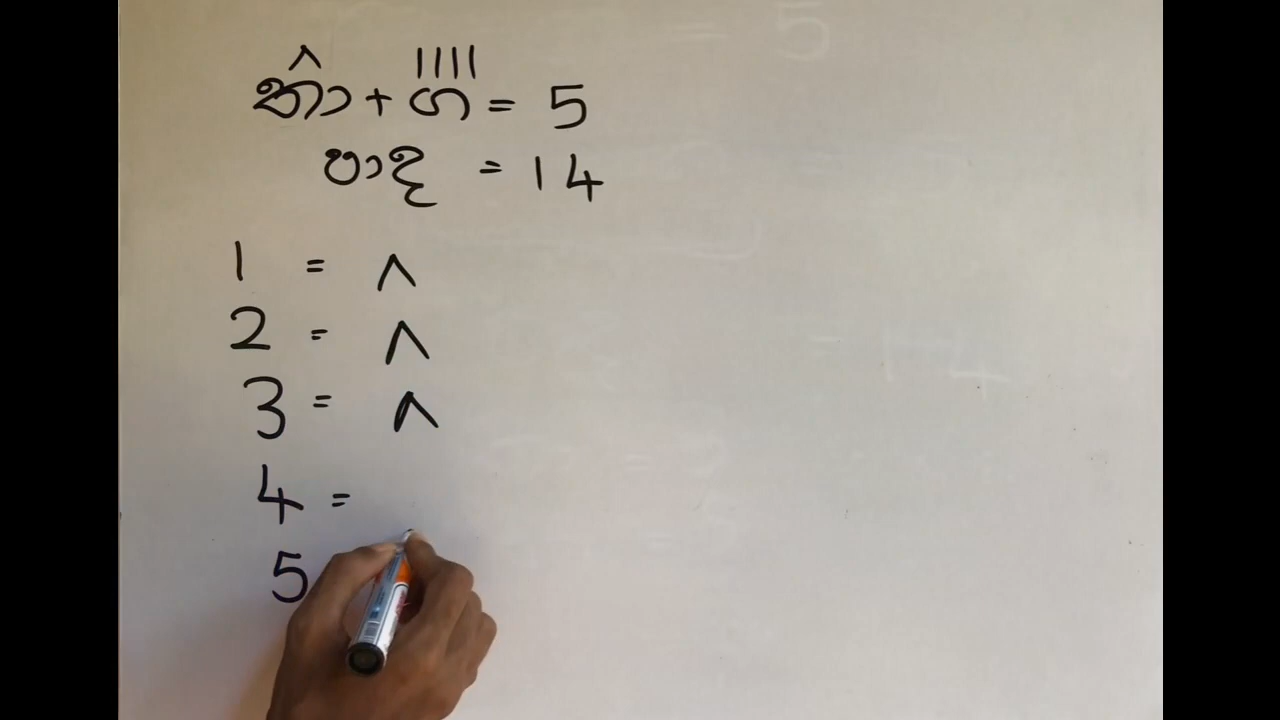 ^ ||||
කා + ග = 5
පාද = 14
1 = ^
2 = ^
3 = ^
4 =
5